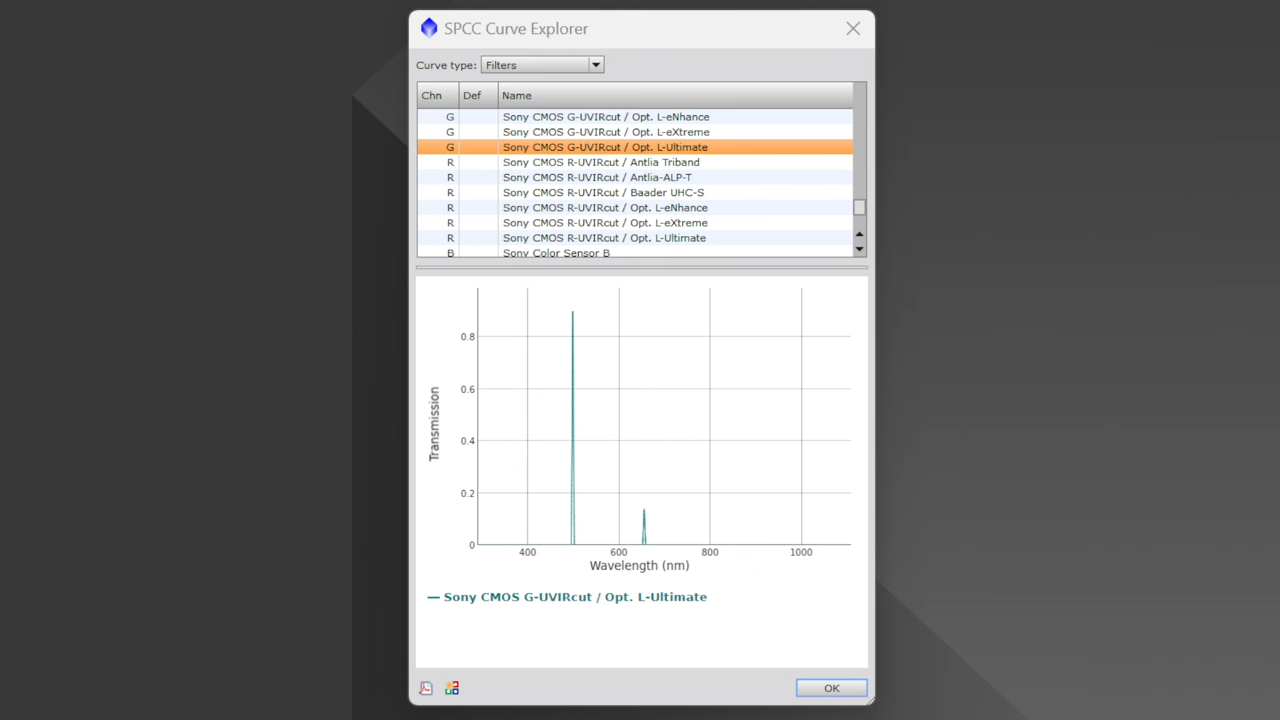 SPCC Curve Explorer
Curve type: Filters
Chn Def Name
G Sony CMOS G-UVIRcut / Opt. L-eNhance
G Sony CMOS G-UVIRcut / Opt. L-eXtreme
G Sony CMOS G-UVIRcut / Opt. L-Ultimate
R Sony CMOS R-UVIRcut / Antlia Triband
R Sony CMOS R-UVIRcut / Antlia-ALP-T
R Sony CMOS R-UVIRcut / Baader UHC-S
R Sony CMOS R-UVIRcut / Opt. L-eNhance
R Sony CMOS R-UVIRcut / Opt. L-eXtreme
R Sony CMOS R-UVIRcut / Opt. L-Ultimate
B Sony Color Sensor B
Transmission
0.8
0.6
0.4
0.2
0
400 600 800 1000
Wavelength (nm)
Sony CMOS G-UVIRcut / Opt. L-Ultimate
OK